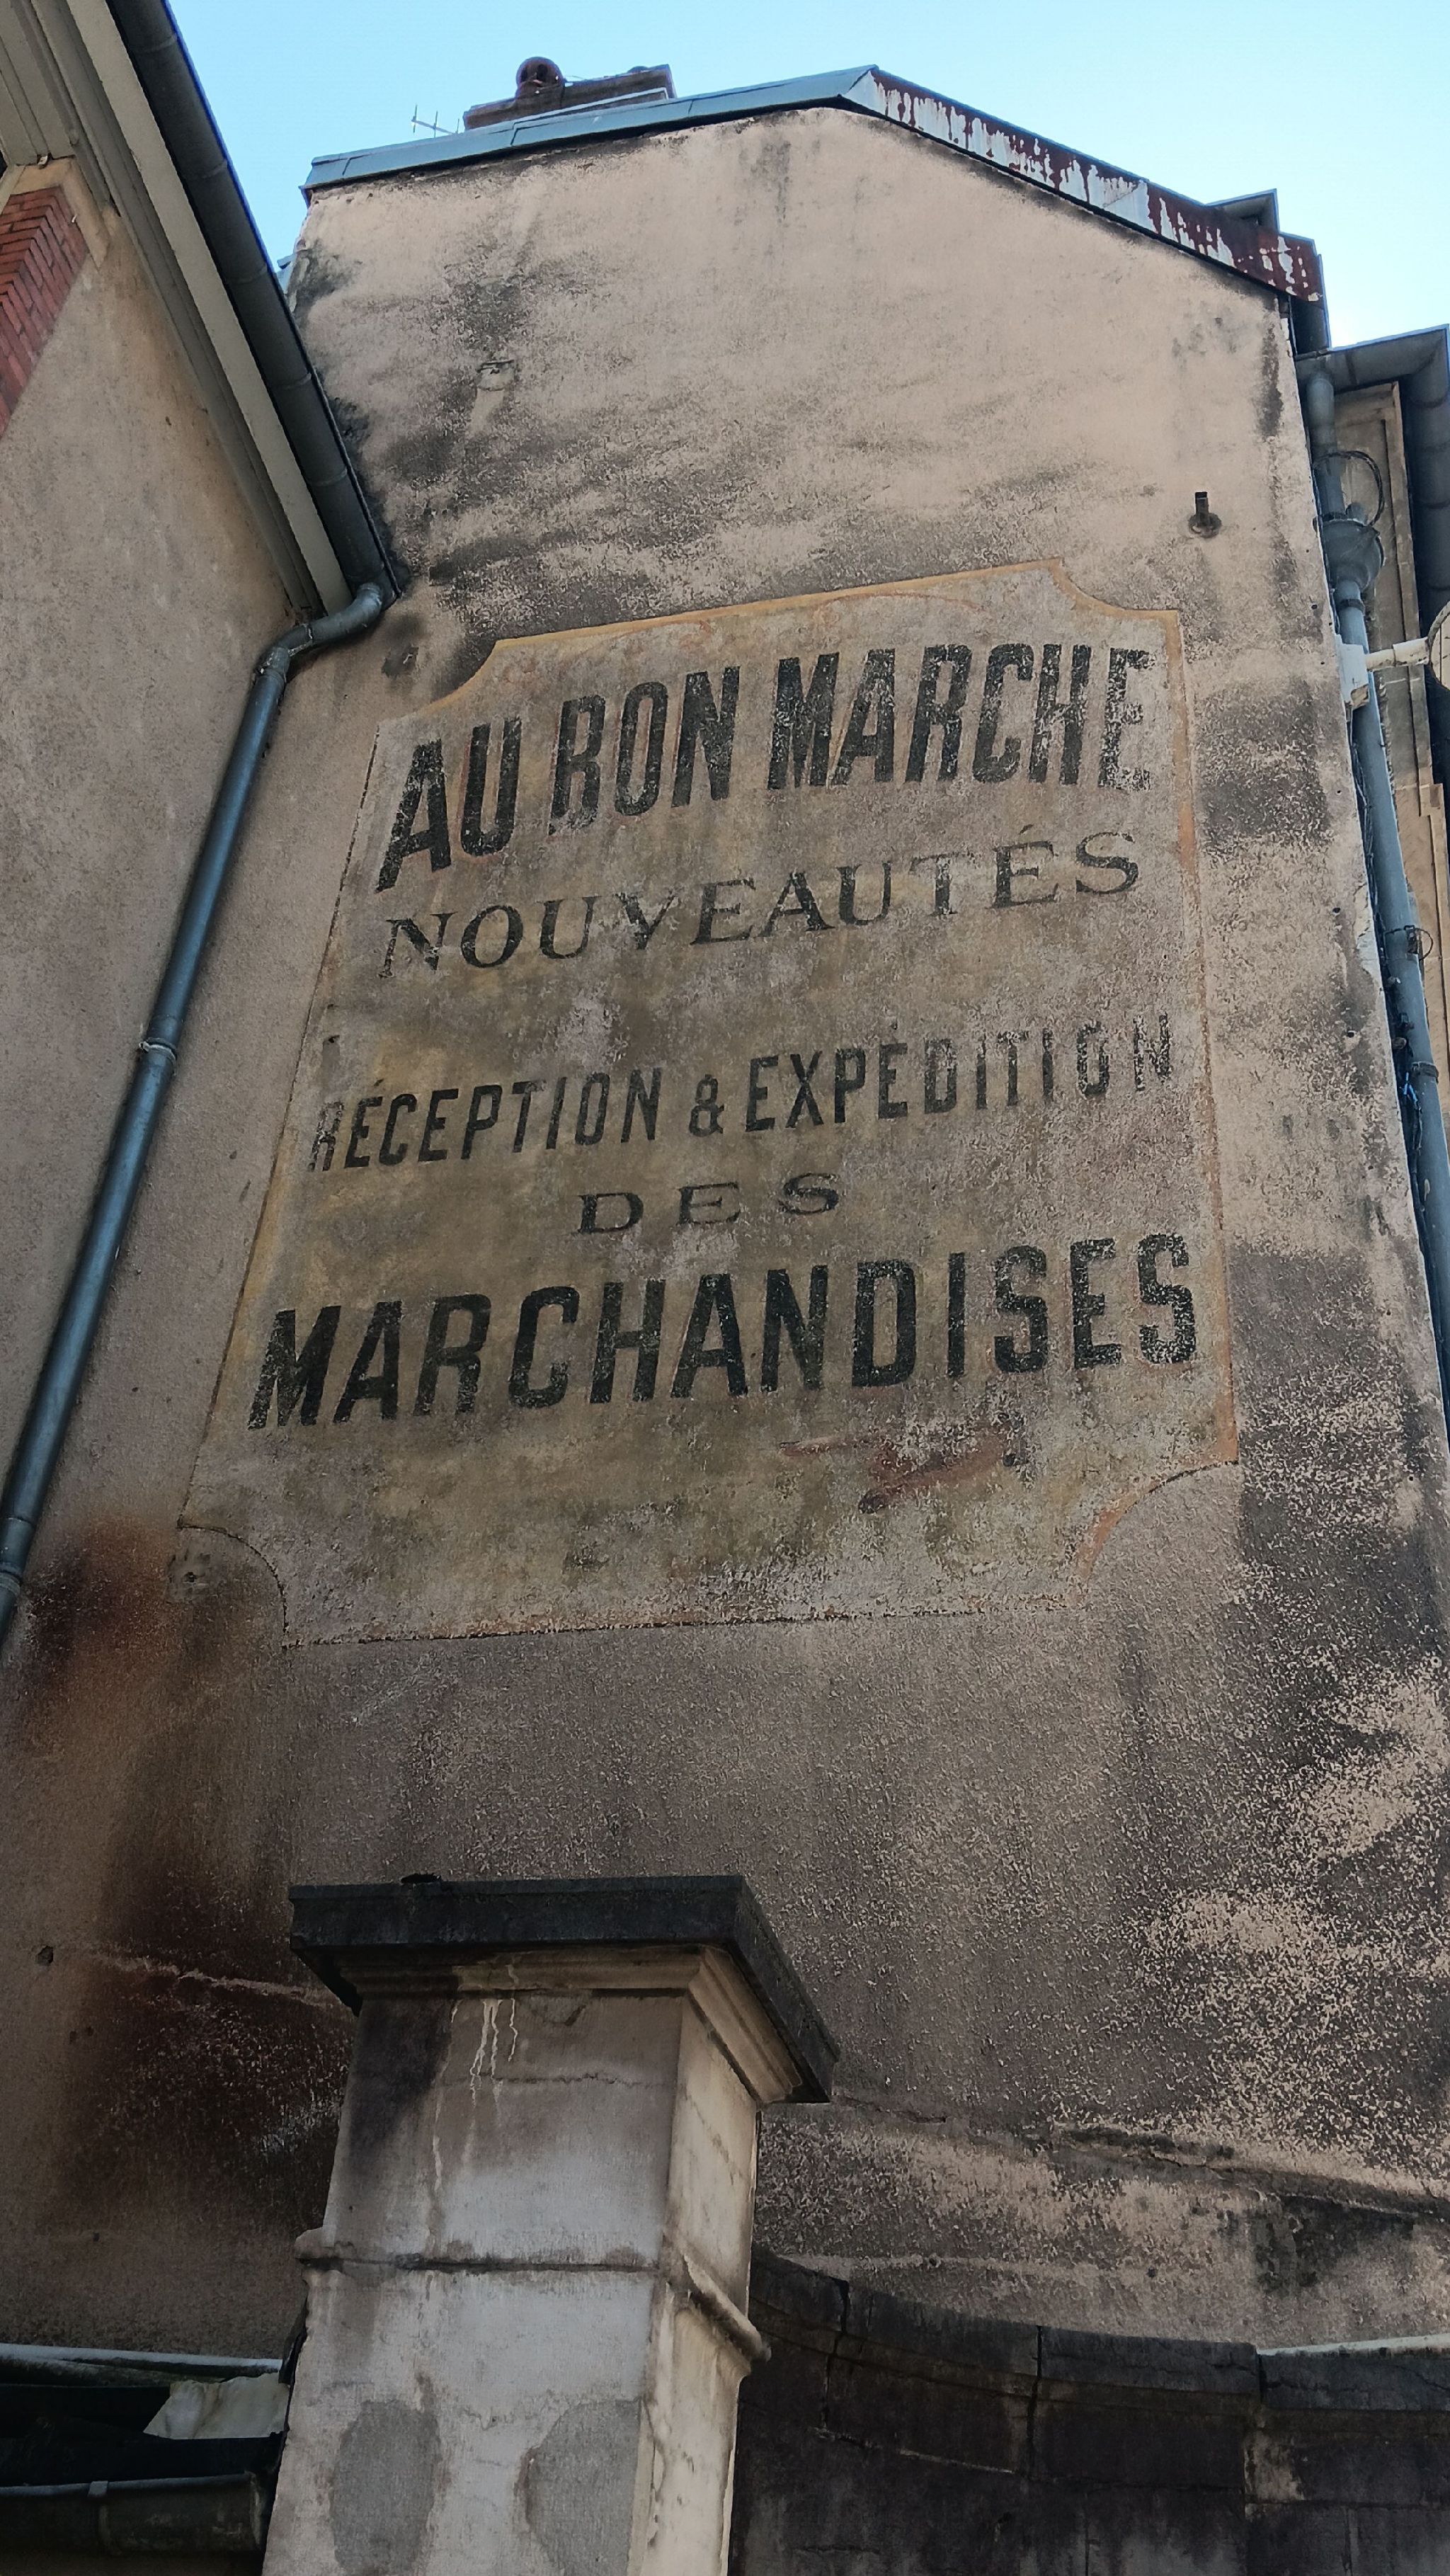 AU BON MARCHE
NOUVEAUTÉS
RÉCEPTION & EXPÉDITION
DES
MARCHANDISES